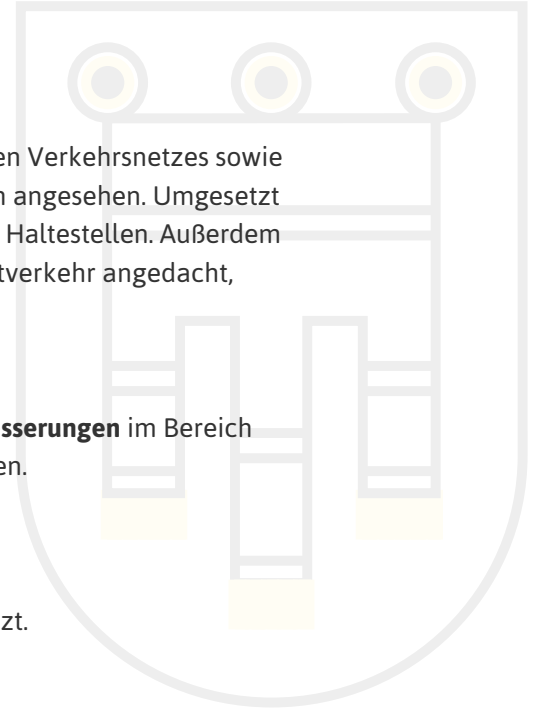 en Verkehrsnetzes sowie
angesehen. Umgesetzt
Haltestellen. Außerdem
tverkehr angedacht,
sserungen im Bereich
en.
zt.